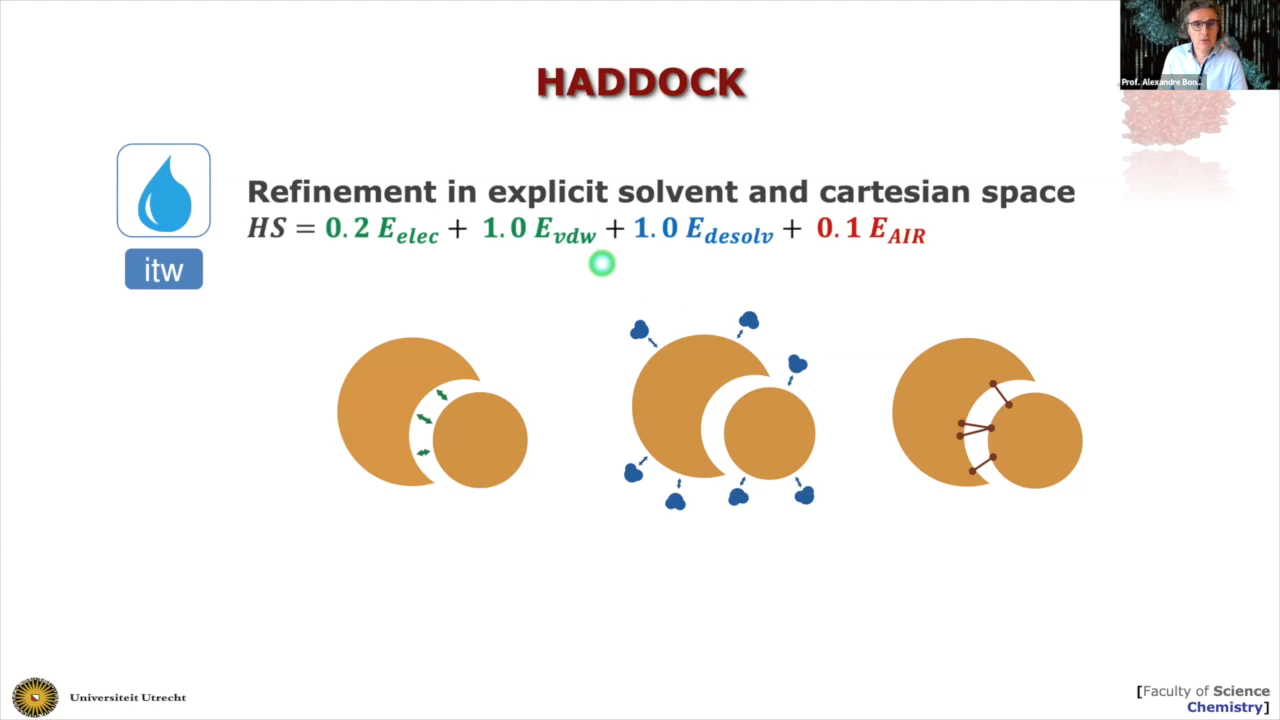 Prof. Alexandre Bon...
HADDOCK
Refinement in explicit solvent and cartesian space
HS = 0.2 E_elec + 1.0 E_vdw + 1.0 E_desolv + 0.1 E_AIR
itw
Universiteit Utrecht
[Faculty of Science
Chemistry]